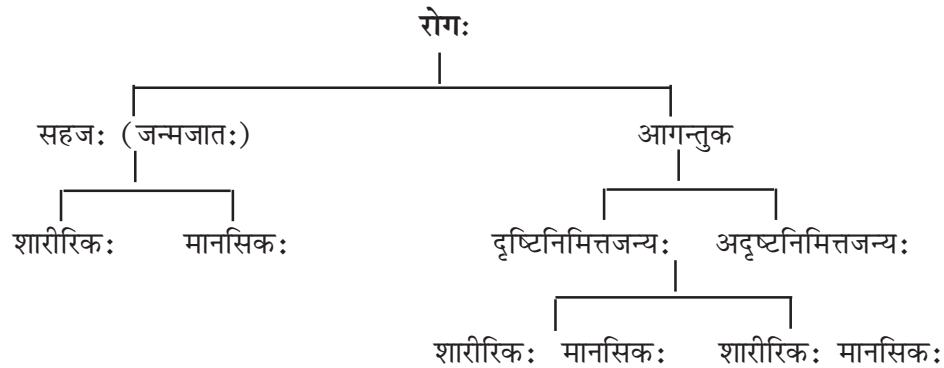 रोगः
सहजः (जन्मजातः) आगन्तुक
शारीरिकः मानसिकः दृष्टिनिमित्तजन्यः अदृष्टनिमित्तजन्यः
शारीरिकः मानसिकः शारीरिकः मानसिकः